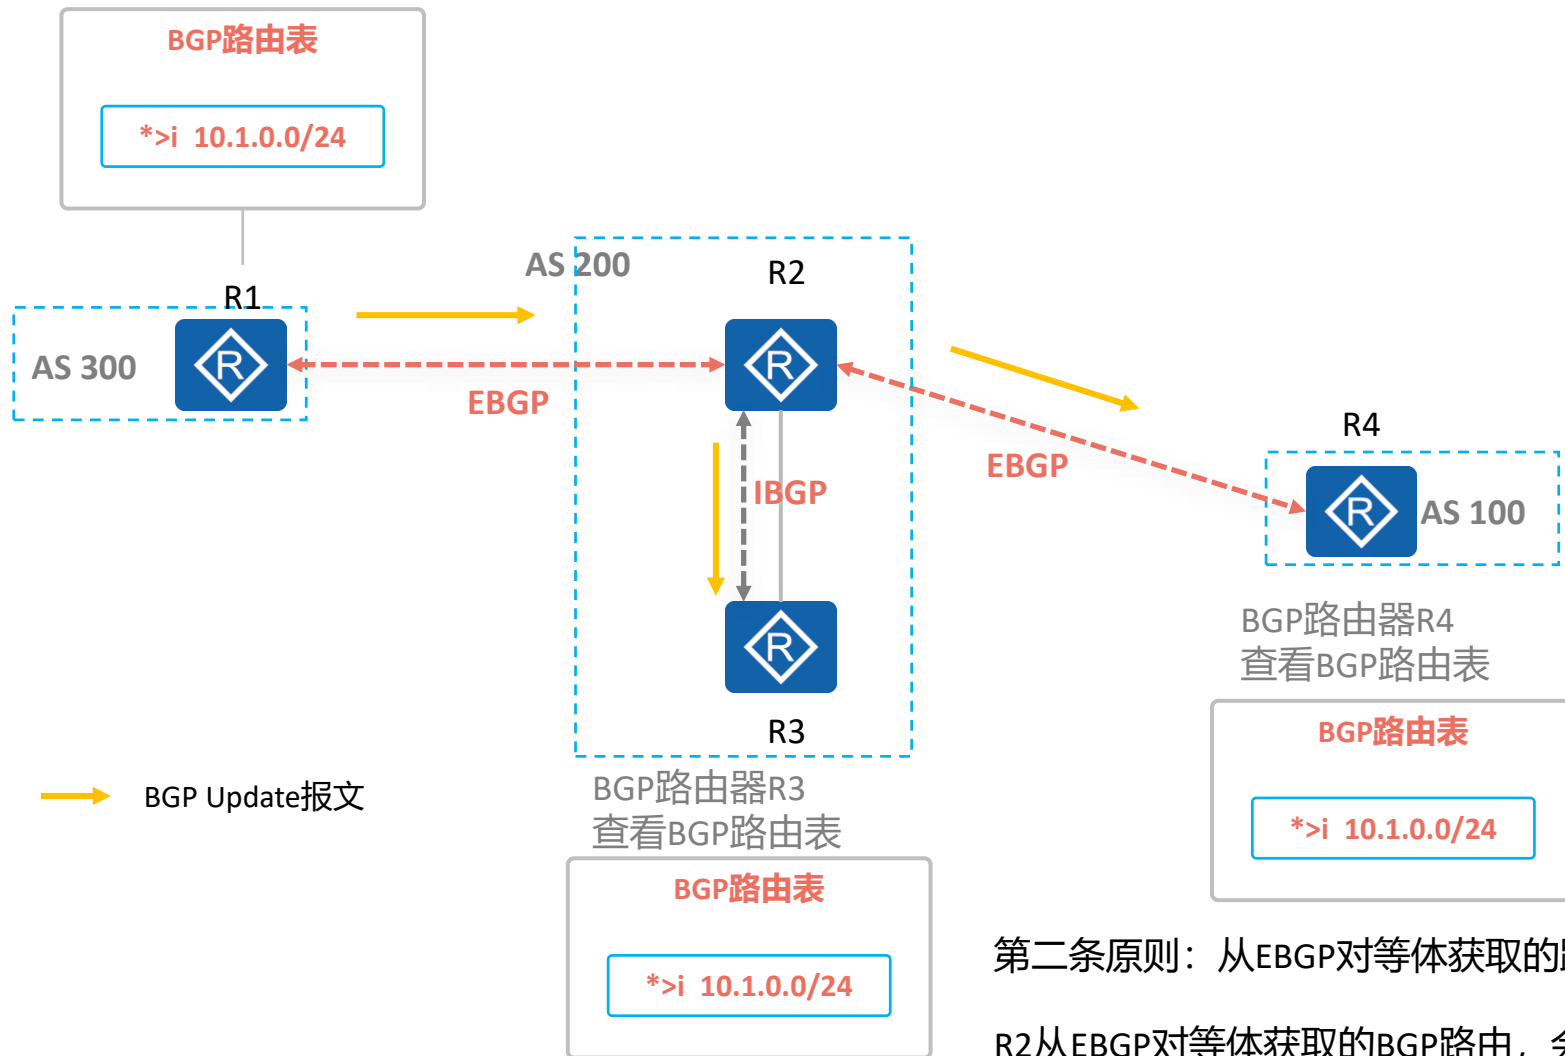 BGP路由表
*>i 10.1.0.0/24
AS 200
R2
R1
AS 300
EBGP
R4
EBGP
IBGP
AS 100
BGP路由器R4
查看BGP路由表
R3
BGP路由表
BGP Update报文
BGP路由器R3
查看BGP路由表
*>i 10.1.0.0/24
BGP路由表
第二条原则：从EBGP对等体获取的
*>i 10.1.0.0/24
R2从EBGP对等体获取的BGP路由，